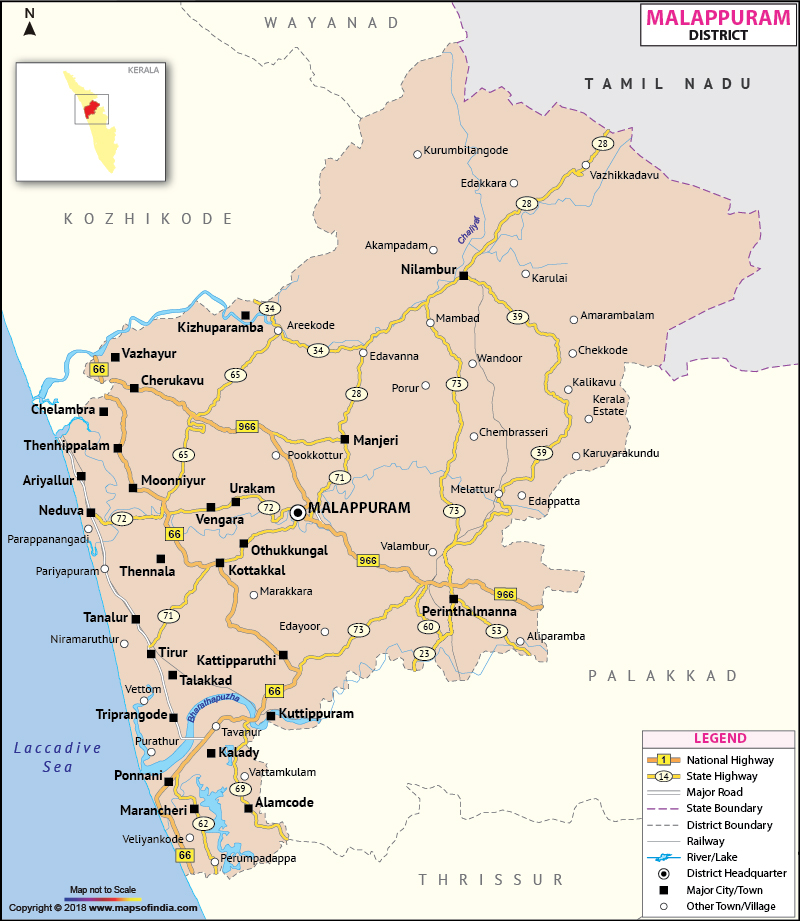 N
WAYANAD
MALAPPURAM
DISTRICT
KERALA
TAMIL NADU
KOZHIKODE
28
Kurumbilangode
Vazhikkadavu
Edakkara
28
Chaliyar
Akampadam
Nilambur
Karulai
34
Kizhuparamba
Areekode
Mambad
39
Amarambalam
34
Edavanna
Vazhayur
66
Wandoor
Chekkode
Cherukavu
65
Porur
73
Kalikavu
28
Kerala
Estate
Chelambra
966
Manjeri
Chembrasseri
Thenhippalam
65
Pookkottur
39
Karuvarakundu
71
Ariyallur
Moonniyur
Urakam
Melattur
Edappatta
Neduva
72
Vengara
72
MALAPPURAM
73
Parappanangadi
66
Othukkungal
Valambur
966
Pariyapuram
Thennala
Kottakkal
Marakkara
966
Perinthalmanna
Tanalur
71
Edayoor
73
60
53
Niramaruthur
Aliparamba
Tirur
Kattipparuthi
23
Talakkad
PALAKKAD
Vettom
66
Bharathapuzha
Triprangode
Kuttippuram
Tavanur
Purathur
Laccadive
Sea
Kalady
Ponnani
Vattamkulam
69
Marancheri
Alamcode
62
Veliyankode
66
Perumpadappa
THRISSUR
LEGEND
1 National Highway
14 State Highway
Major Road
State Boundary
District Boundary
Railway
River/Lake
District Headquarter
Major City/Town
Other Town/Village
Map not to Scale
Copyright © 2018 www.mapsofindia.com